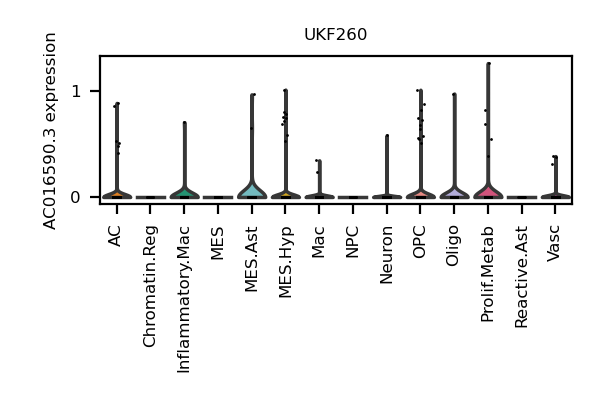 UKF260
AC016590.3 expression
1
0
AC
Chromatin.Reg
Inflammatory.Mac
MES
MES.Ast
MES.Hyp
Mac
NPC
Neuron
OPC
Oligo
Prolif.Metab
Reactive.Ast
Vasc